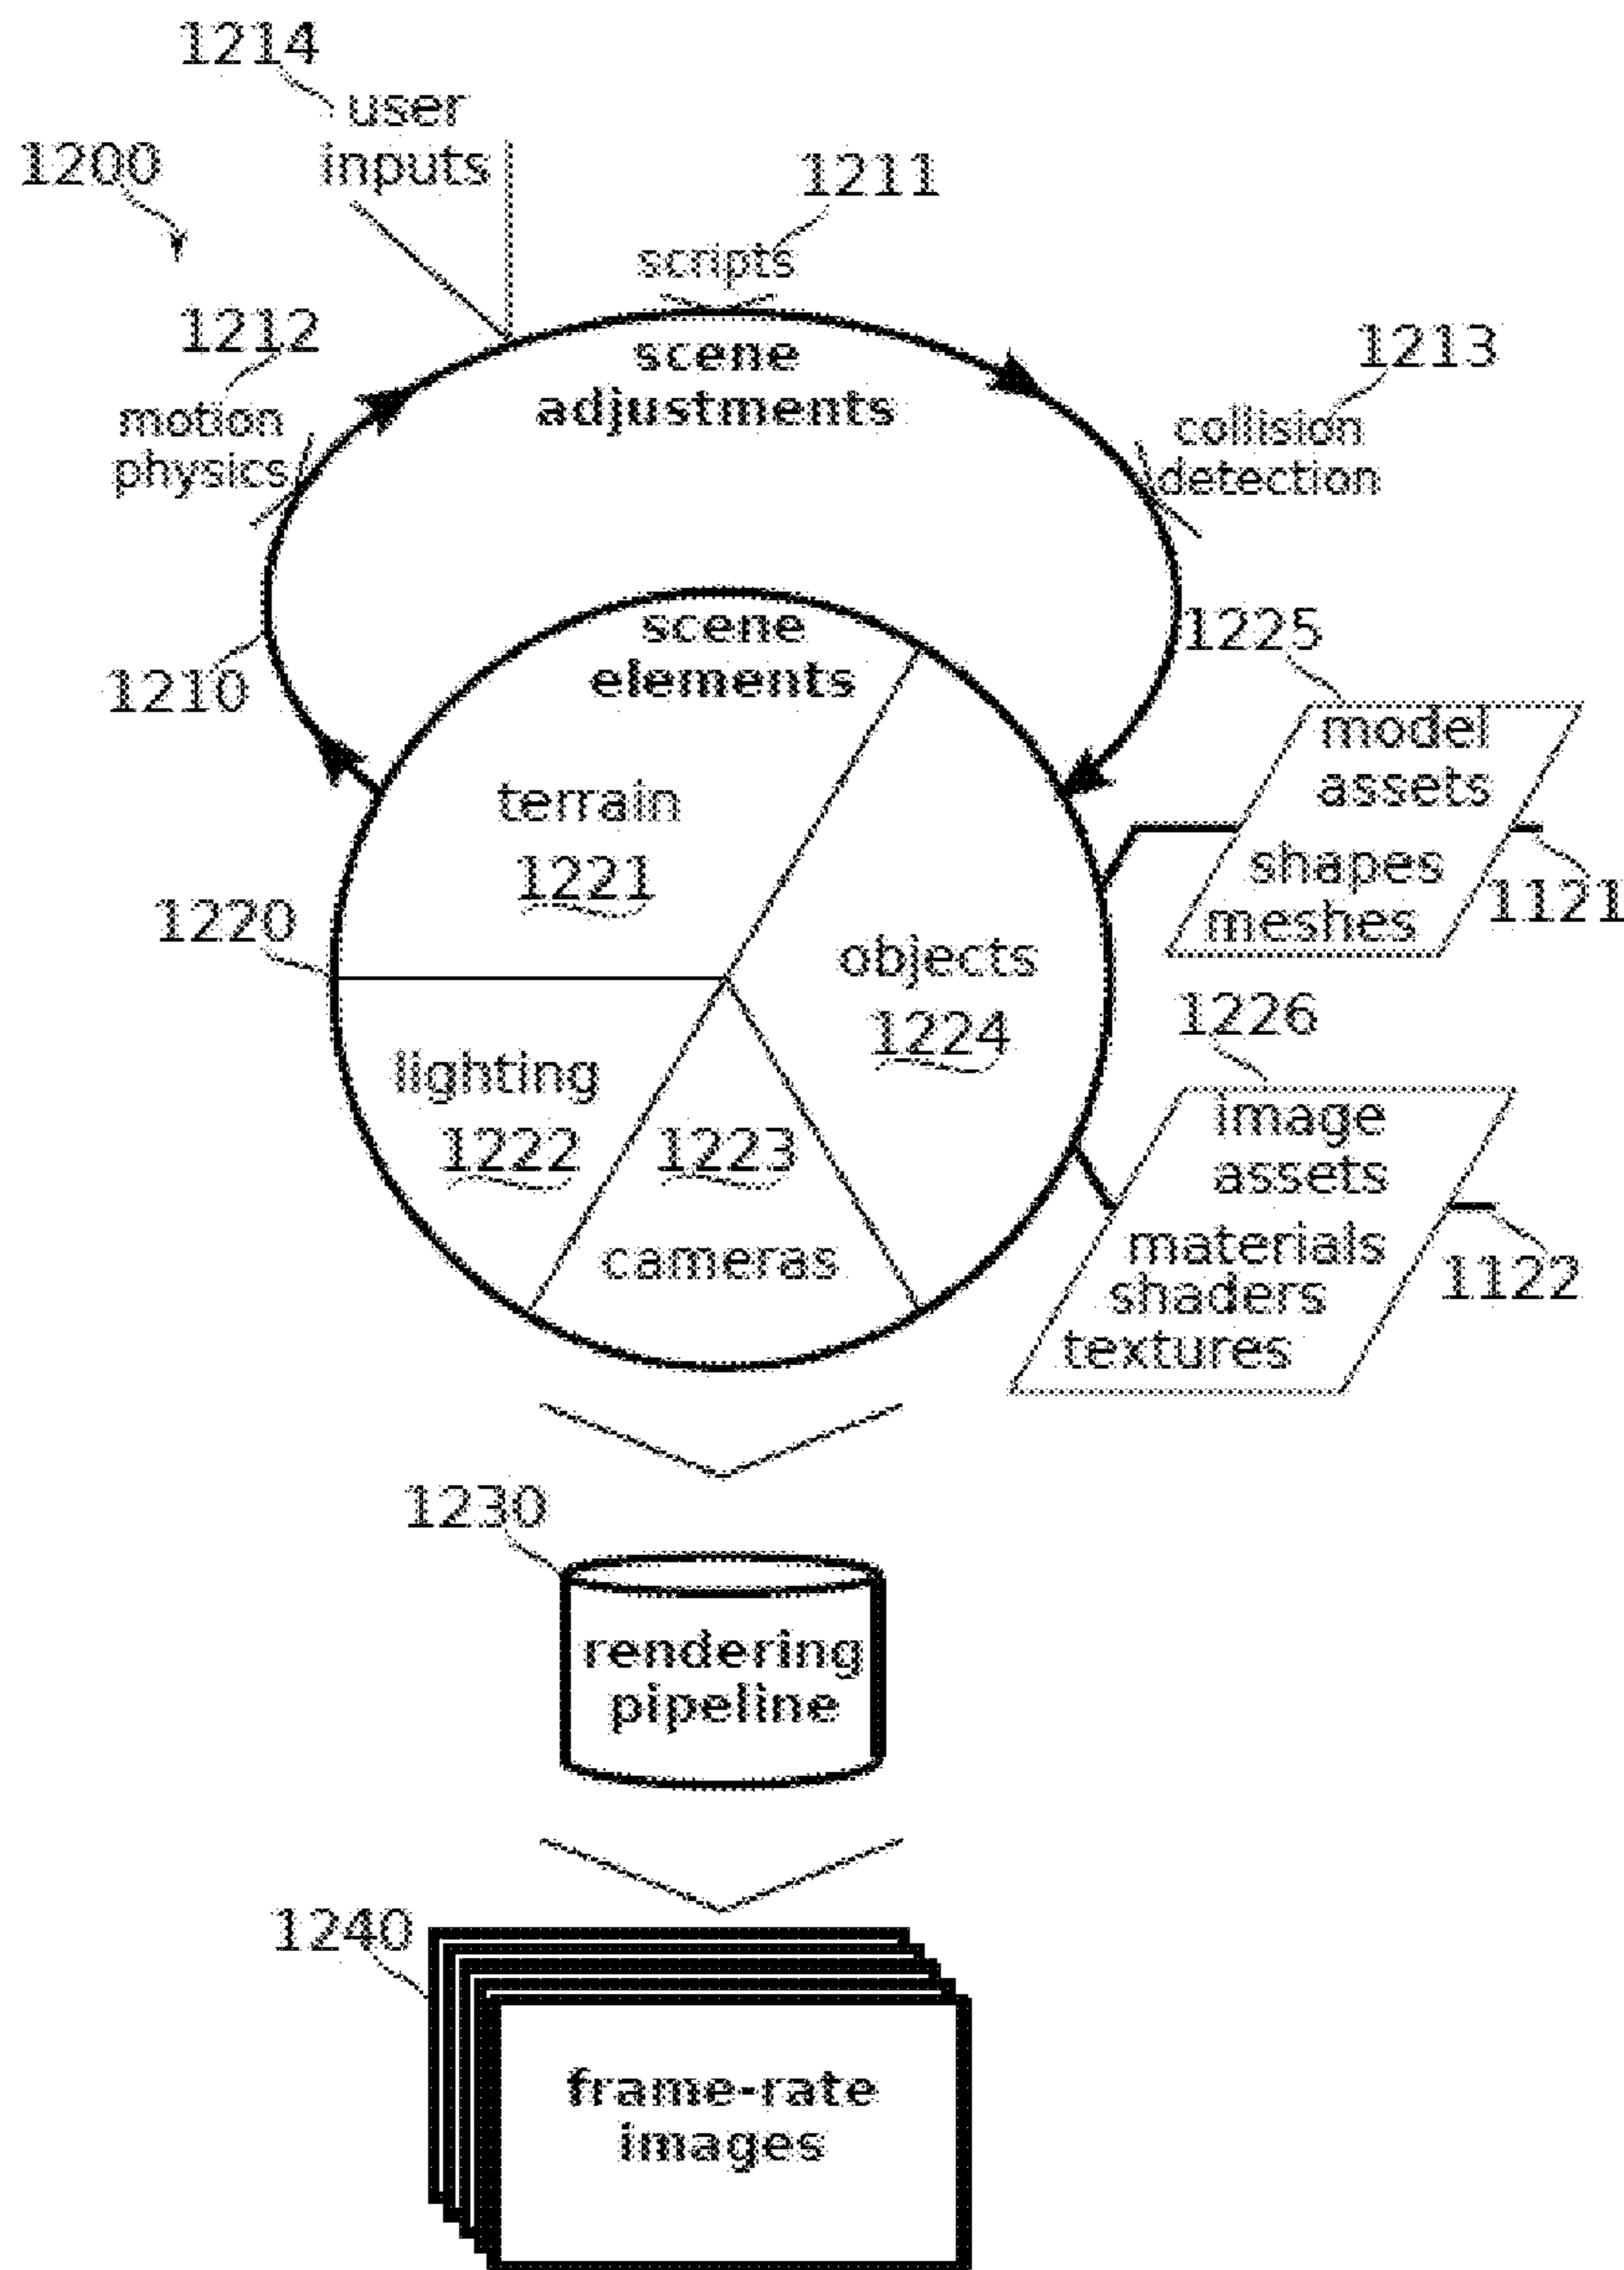 1214
user
inputs
1200
1211
scripts
1212
motion
physics
scene
adjustments
1213
collision
detection
1210
scene
elements
1225
model
assets
shapes
meshes
1121
terrain
1221
1220
objects
1224
1226
image
assets
materials
shaders
textures
1122
lighting
1222
1223
cameras
1230
rendering
pipeline
1240
frame-rate
images